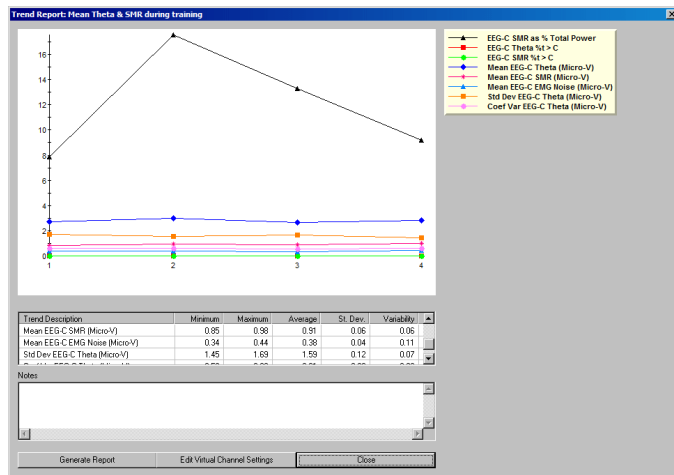 Trend Report: Mean Theta & SMR during training
16
14
12
10
8
6
4
2
0
1 2 3 4
EEG-C SMR as % Total Power
EEG-C Theta %t > C
EEG-C SMR %t > C
Mean EEG-C Theta (Micro-V)
Mean EEG-C SMR (Micro-V)
Mean EEG-C EMG Noise (Micro-V)
Std Dev EEG-C Theta (Micro-V)
Coef Var EEG-C Theta (Micro-V)
Trend Description Minimum Maximum Average St. Dev. Variability
Mean EEG-C SMR (Micro-V) 0.85 0.98 0.91 0.06 0.06
Mean EEG-C EMG Noise (Micro-V) 0.34 0.44 0.38 0.04 0.11
Std Dev EEG-C Theta (Micro-V) 1.45 1.69 1.59 0.12 0.07
Notes
Generate Report Edit Virtual Channel Settings Close